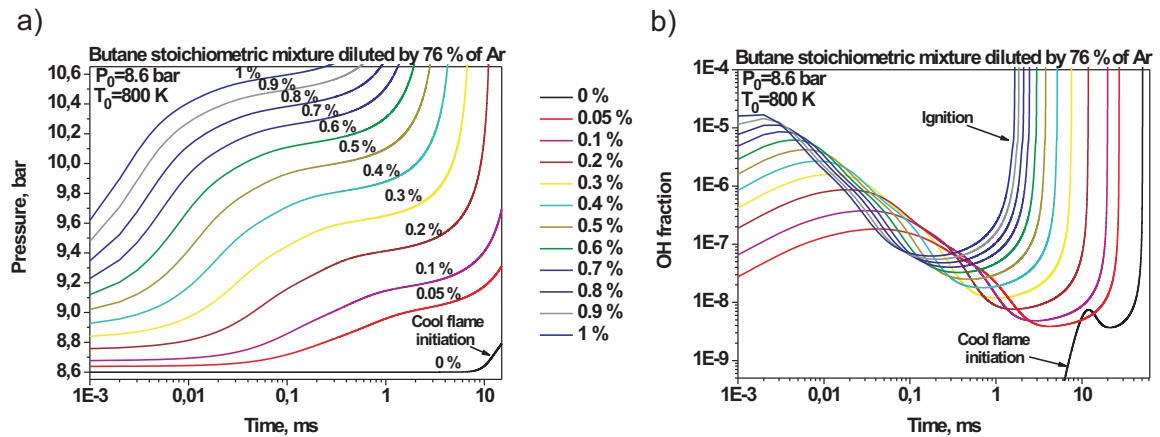 a)
Butane stoichiometric mixture diluted by 76 % of Ar
P0=8.6 bar
T0=800 K
10,6
10,4
10,2
10,0
9,8
9,6
9,4
9,2
9,0
8,8
8,6
Pressure, bar
1 %
0.9 %
0.8 %
0.7 %
0.6 %
0.5 %
0.4 %
0.3 %
0.2 %
0.1 %
0.05 %
Cool flame
initiation
0 %
1E-3
0,01
0,1
1
10
Time, ms
0 %
0.05 %
0.1 %
0.2 %
0.3 %
0.4 %
0.5 %
0.6 %
0.7 %
0.8 %
0.9 %
1 %
b)
Butane stoichiometric mixture diluted by 76 % of Ar
P0=8.6 bar
T0=800 K
1E-4
1E-5
1E-6
1E-7
1E-8
1E-9
OH fraction
Ignition
Cool flame
initiation
1E-3
0,01
0,1
1
10
Time, ms